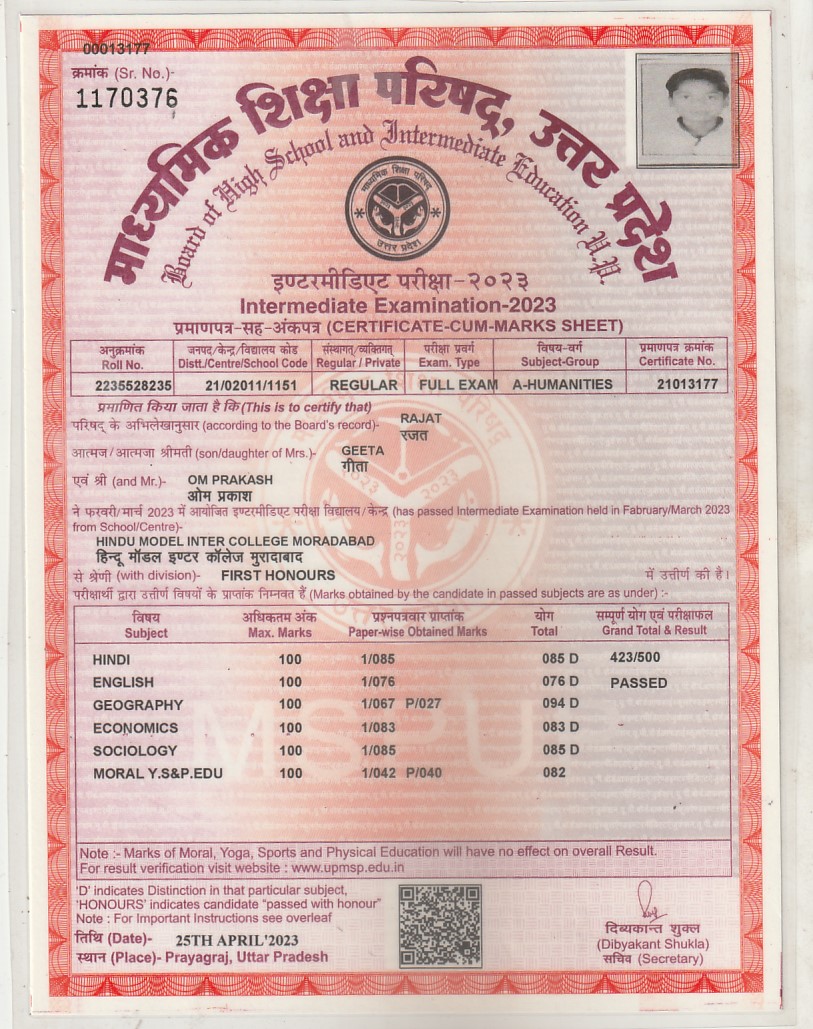 00013177
क्रमांक (Sr. No.)-
1170376
माध्यमिक शिक्षा परिषद्, उत्तर प्रदेश
Board of High School and Intermediate Education U.P.
माध्यमिक शिक्षा परिषद
उत्तर प्रदेश
इण्टरमीडिएट परीक्षा-२०२३
Intermediate Examination-2023
प्रमाणपत्र-सह-अंकपत्र (CERTIFICATE-CUM-MARKS SHEET)
अनुक्रमांक जनपद/केन्द्र/विद्यालय कोड संस्थागत्/व्यक्तिगत् परीक्षा प्रवर्ग विषय-वर्ग प्रमाणपत्र क्रमांक
Roll No. Distt./Centre/School Code Regular / Private Exam. Type Subject-Group Certificate No.
2235528235 21/02011/1151 REGULAR FULL EXAM A-HUMANITIES 21013177
प्रमाणित किया जाता है कि (This is to certify that)
परिषद् के अभिलेखानुसार (according to the Board's record)- RAJAT
रजत
आत्मज/आत्मजा श्रीमती (son/daughter of Mrs.)- GEETA
गीता
एवं श्री (and Mr.)- OM PRAKASH
ओम प्रकाश
ने फरवरी/मार्च 2023 में आयोजित इण्टरमीडिएट परीक्षा विद्यालय/केन्द्र (has passed Intermediate Examination held in Fabruary/March 2023
from School/Centre)-
HINDU MODEL INTER COLLEGE MORADABAD
हिन्दू मॉडल इण्टर कॉलेज मुरादाबाद
से श्रेणी (with division)- FIRST HONOURS में उत्तीर्ण की है।
परीक्षार्थी द्वारा उत्तीर्ण विषयों के प्राप्तांक निम्नवत हैं (Marks obtained by the candidate in passed subjects are as under) :-
विषय अधिकतम अंक प्रश्नपत्रवार प्राप्तांक योग सम्पूर्ण योग एवं परीक्षाफल
Subject Max. Marks Paper-wise Obtained Marks Total Grand Total & Result
HINDI 100 1/085 085 D 423/500
ENGLISH 100 1/076 076 D PASSED
GEOGRAPHY 100 1/067 P/027 094 D
ECONOMICS 100 1/083 083 D
SOCIOLOGY 100 1/085 085 D
MORAL Y.S&P.EDU 100 1/042 P/040 082
MSPU
Note :- Marks of Moral, Yoga, Sports and Physical Education will have no effect on overall Result.
For result verification visit website : www.upmsp.edu.in
'D' indicates Distinction in that particular subject,
'HONOURS' indicates candidate "passed with honour"
Note : For Important Instructions see overleaf
तिथि (Date)- 25TH APRIL'2023
स्थान (Place)- Prayagraj, Uttar Pradesh
दिब्यकान्त शुक्ल
(Dibyakant Shukla)
सचिव (Secretary)